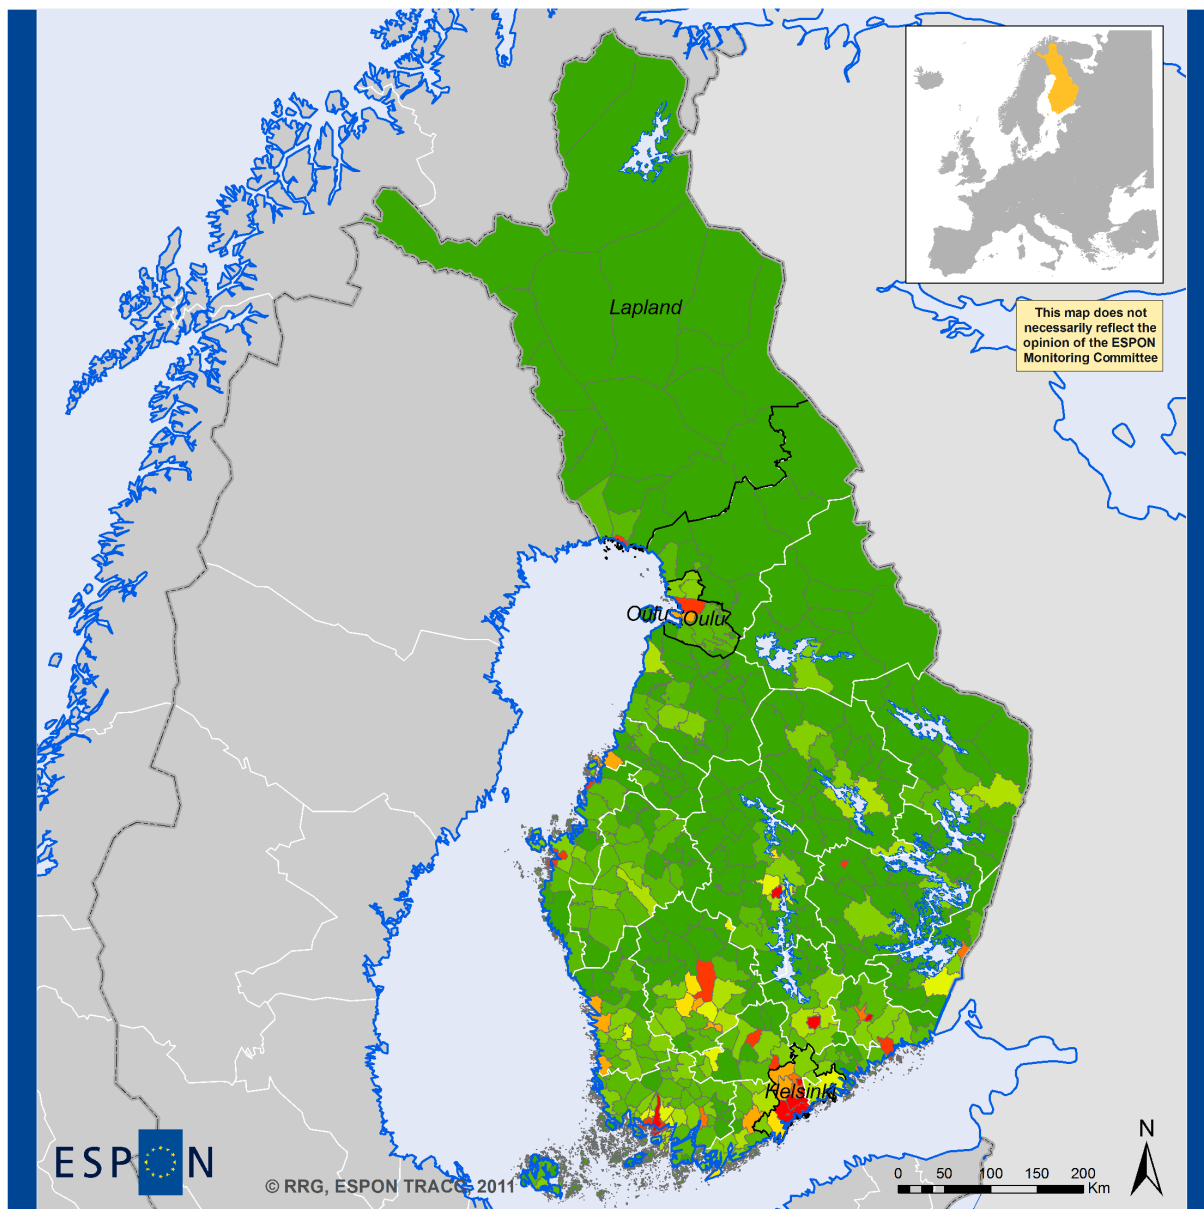 This map does not
necessarily reflect the
opinion of the ESPON
Monitoring Committee
Lapland
Oulu Oulu
Helsinki
ESPON
© RRG, ESPON TRACC, 2011
N
0 50 100 150 200
Km